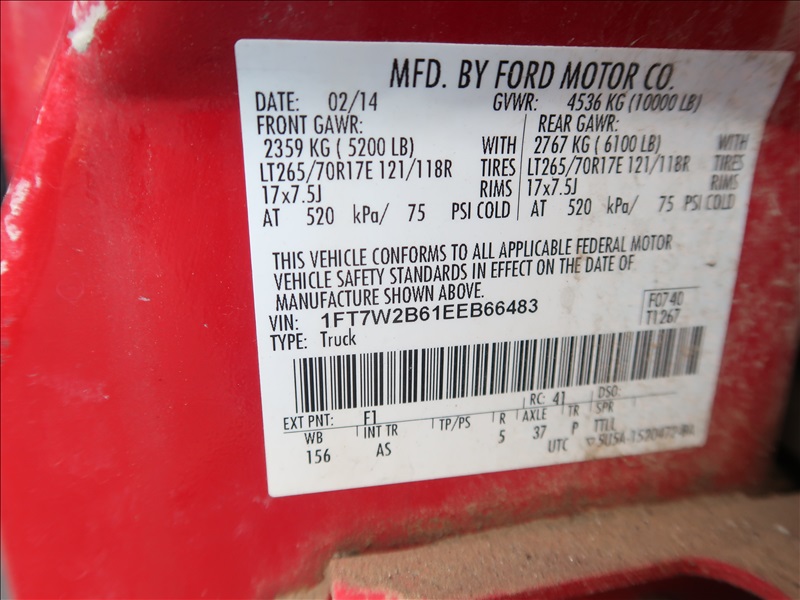 MFD. BY FORD MOTOR CO.
DATE: 02/14 GVWR: 4536 KG (10000 LB)
FRONT GAWR: REAR GAWR:
2359 KG ( 5200 LB) WITH 2767 KG ( 6100 LB) WITH
LT265/70R17E 121/118R TIRES LT265/70R17E 121/118R TIRES
17x7.5J RIMS 17x7.5J RIMS
AT 520 kPa/ 75 PSI COLD AT 520 kPa/ 75 PSI COLD
THIS VEHICLE CONFORMS TO ALL APPLICABLE FEDERAL MOTOR
VEHICLE SAFETY STANDARDS IN EFFECT ON THE DATE OF
MANUFACTURE SHOWN ABOVE.
VIN: 1FT7W2B61EEB66483 F0740
TYPE: Truck T1267
EXT PNT: F1 RC: 41 DSO:
WB INT TR TP/PS R AXLE TR SPR
156 AS 5 37 P TTLL
UTC